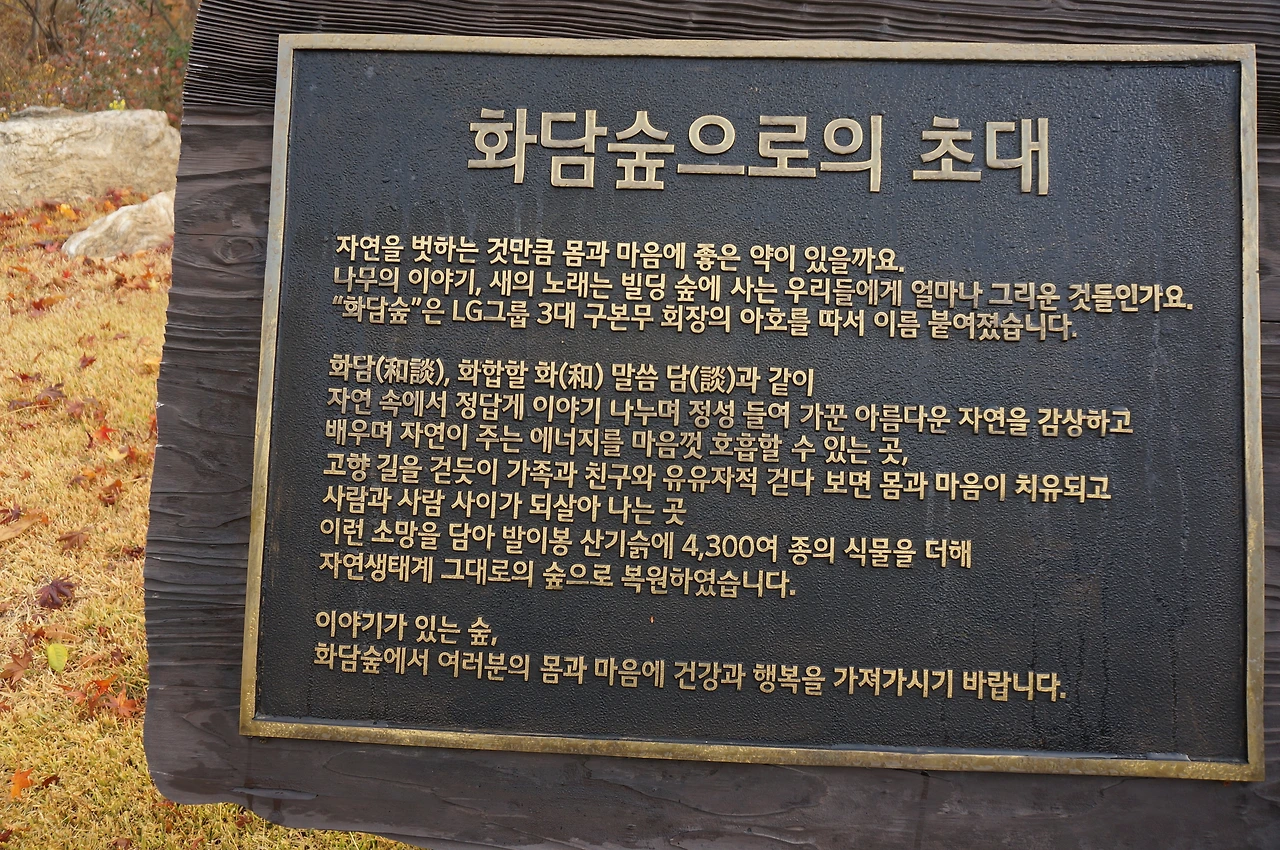 화담숲으로의 초대
자연을 벗하는 것만큼 몸과 마음에 좋은 약이 있을까요.
나무의 이야기, 새의 노래는 빌딩 숲에 사는 우리들에게 얼마나 그리운 것들인가요.
“화담숲”은 LG그룹 3대 구본무 회장의 아호를 따서 이름 붙여졌습니다.
화담(和談), 화합할 화(和) 말씀 담(談)과 같이
자연 속에서 정답게 이야기 나누며 정성 들여 가꾼 아름다운 자연을 감상하고
배우며 자연이 주는 에너지를 마음껏 호흡할 수 있는 곳,
고향 길을 걷듯이 가족과 친구와 유유자적 걷다 보면 몸과 마음이 치유되고
사람과 사람 사이가 되살아 나는 곳
이런 소망을 담아 발이봉 산기슭에 4,300여 종의 식물을 더해
자연생태계 그대로의 숲으로 복원하였습니다.
이야기가 있는 숲,
화담숲에서 여러분의 몸과 마음에 건강과 행복을 가져가시기 바랍니다.